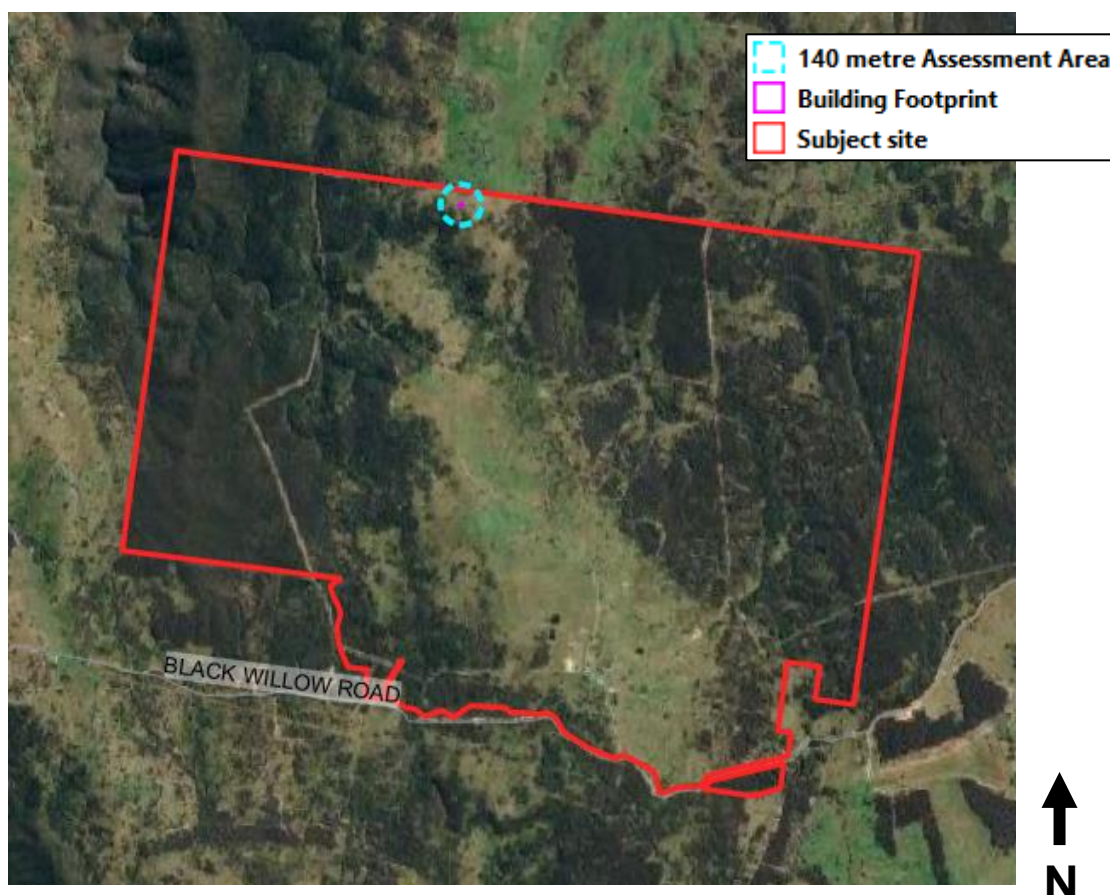 140 metre Assessment Area
Building Footprint
Subject site
BLACK WILLOW ROAD
N